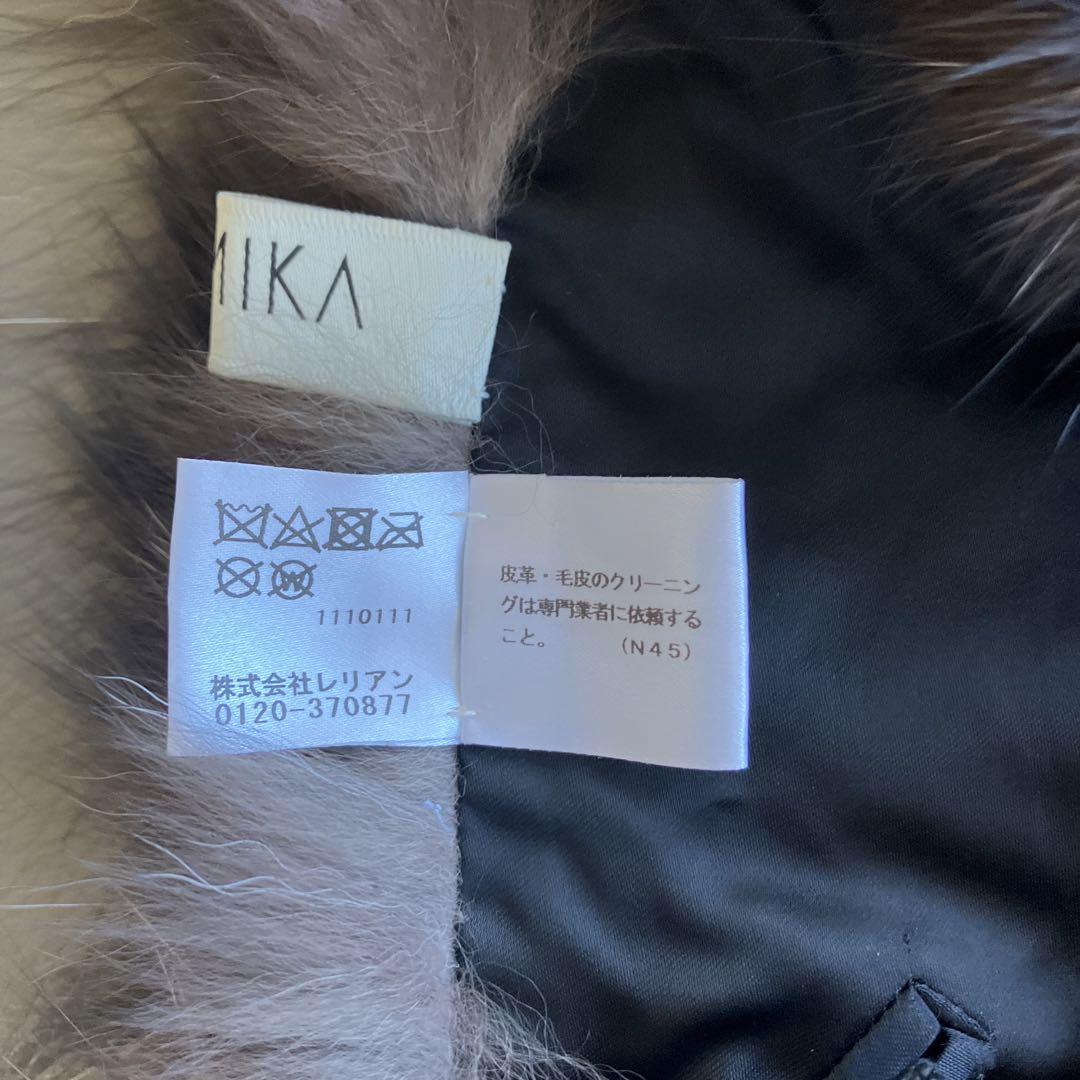 MIKA
1110111
株式会社レリアン
0120-370877
皮革・毛皮のクリーニン
グは専門業者に依頼する
こと。 (N45)